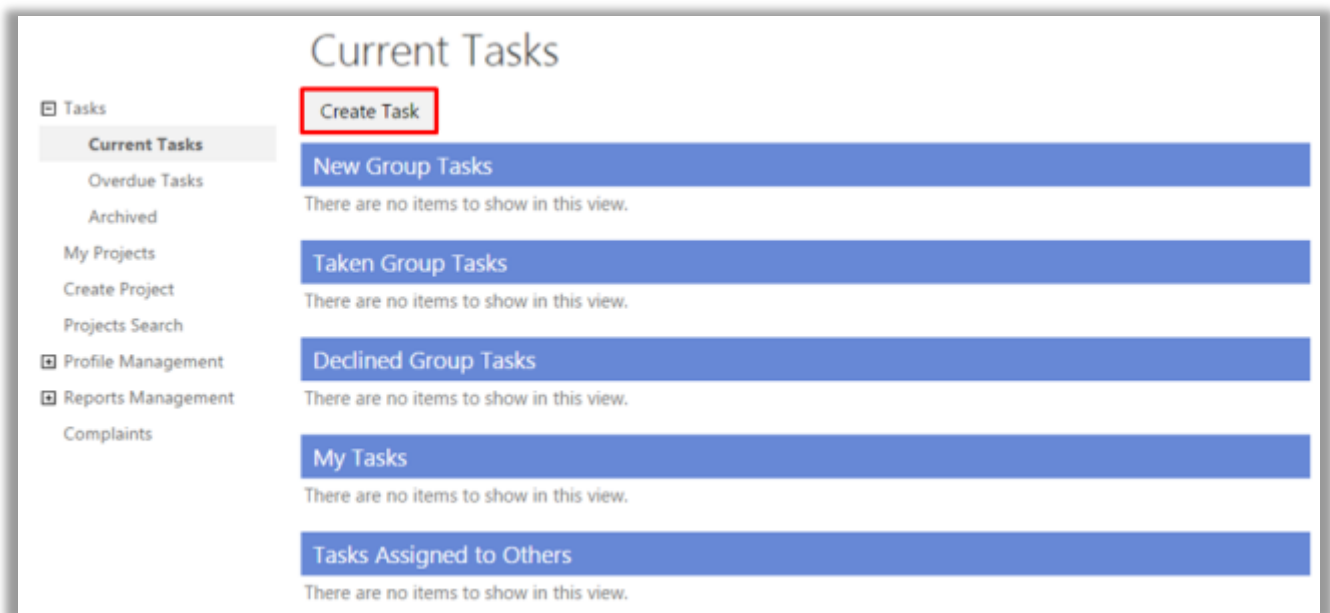 Current Tasks
Tasks
Current Tasks
Overdue Tasks
Archived
My Projects
Create Project
Projects Search
Profile Management
Reports Management
Complaints
Create Task
New Group Tasks
There are no items to show in this view.
Taken Group Tasks
There are no items to show in this view.
Declined Group Tasks
There are no items to show in this view.
My Tasks
There are no items to show in this view.
Tasks Assigned to Others
There are no items to show in this view.